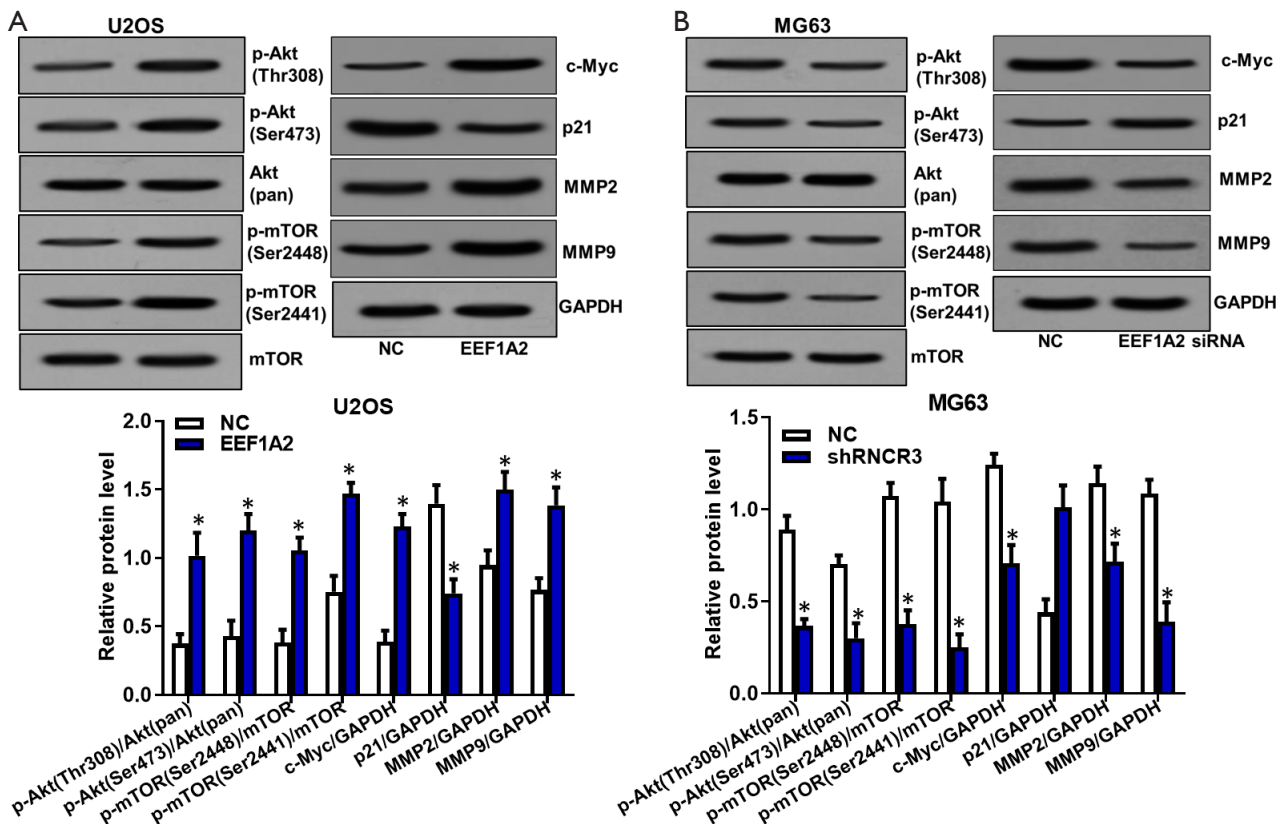 A
U2OS
p-Akt
(Thr308)
p-Akt
(Ser473)
Akt
(pan)
p-mTOR
(Ser2448)
p-mTOR
(Ser2441)
mTOR
c-Myc
p21
MMP2
MMP9
GAPDH
NC EEF1A2
U2OS
NC
EEF1A2
Relative protein level
2.0
1.5
1.0
0.5
0.0
* * * * * * * *
p-Akt(Thr308)/Akt(pan)
p-Akt(Ser473)/Akt(pan)
p-mTOR(Ser2448)/mTOR
p-mTOR(Ser2441)/mTOR
c-Myc/GAPDH
p21/GAPDH
MMP2/GAPDH
MMP9/GAPDH
B
MG63
p-Akt
(Thr308)
p-Akt
(Ser473)
Akt
(pan)
p-mTOR
(Ser2448)
p-mTOR
(Ser2441)
mTOR
c-Myc
p21
MMP2
MMP9
GAPDH
NC EEF1A2 siRNA
MG63
NC
shRNCR3
Relative protein level
1.5
1.0
0.5
0.0
* * * * * * *
p-Akt(Thr308)/Akt(pan)
p-Akt(Ser473)/Akt(pan)
p-mTOR(Ser2448)/mTOR
p-mTOR(Ser2441)/mTOR
c-Myc/GAPDH
p21/GAPDH
MMP2/GAPDH
MMP9/GAPDH